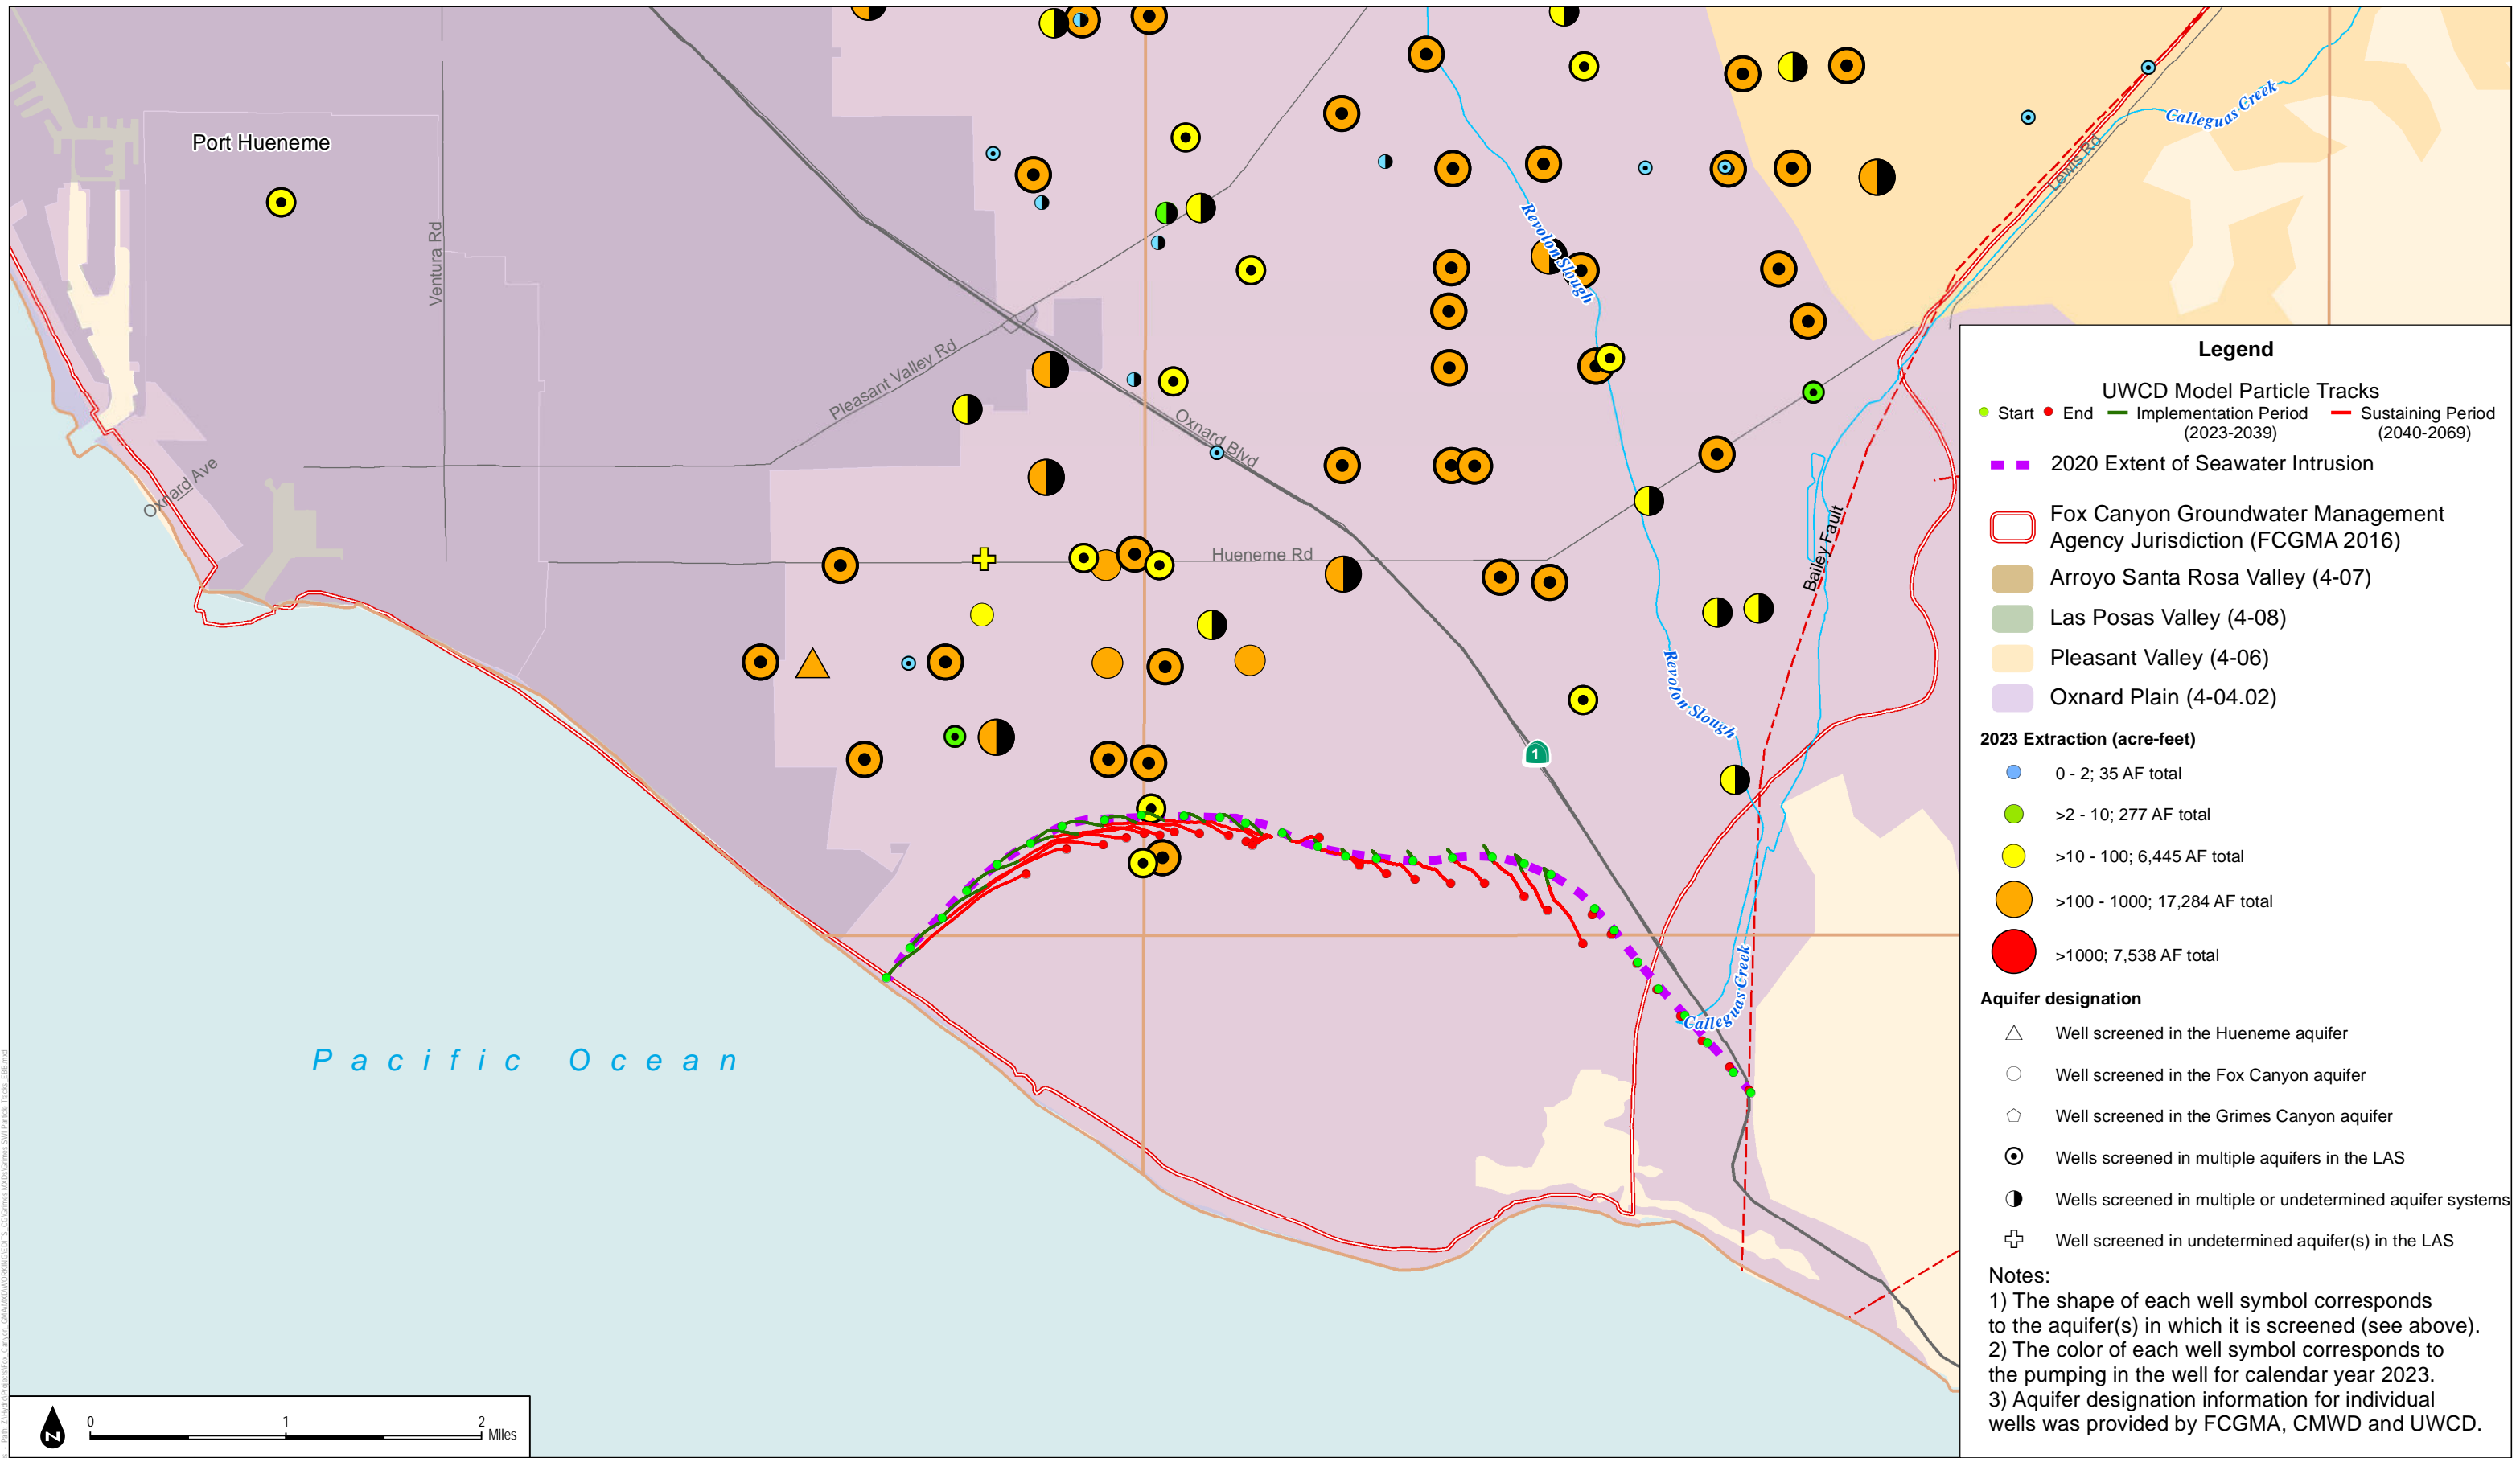 Port Hueneme
Ventura Rd
Oxnard Ave
Pleasant Valley Rd
Oxnard Blvd
Hueneme Rd
Revolon Slough
Revolon Slough
Calleguas Creek
Lewis Rd
Bailey Fault
1
Calleguas Creek
Pacific Ocean
N
0 1 2
Miles
Legend
UWCD Model Particle Tracks
Start End Implementation Period Sustaining Period
(2023-2039) (2040-2069)
2020 Extent of Seawater Intrusion
Fox Canyon Groundwater Management
Agency Jurisdiction (FCGMA 2016)
Arroyo Santa Rosa Valley (4-07)
Las Posas Valley (4-08)
Pleasant Valley (4-06)
Oxnard Plain (4-04.02)
2023 Extraction (acre-feet)
0 - 2; 35 AF total
>2 - 10; 277 AF total
>10 - 100; 6,445 AF total
>100 - 1000; 17,284 AF total
>1000; 7,538 AF total
Aquifer designation
Well screened in the Hueneme aquifer
Well screened in the Fox Canyon aquifer
Well screened in the Grimes Canyon aquifer
Wells screened in multiple aquifers in the LAS
Wells screened in multiple or undetermined aquifer systems
Well screened in undetermined aquifer(s) in the LAS
Notes:
1) The shape of each well symbol corresponds
to the aquifer(s) in which it is screened (see above).
2) The color of each well symbol corresponds to
the pumping in the well for calendar year 2023.
3) Aquifer designation information for individual
wells was provided by FCGMA, CMWD and UWCD.